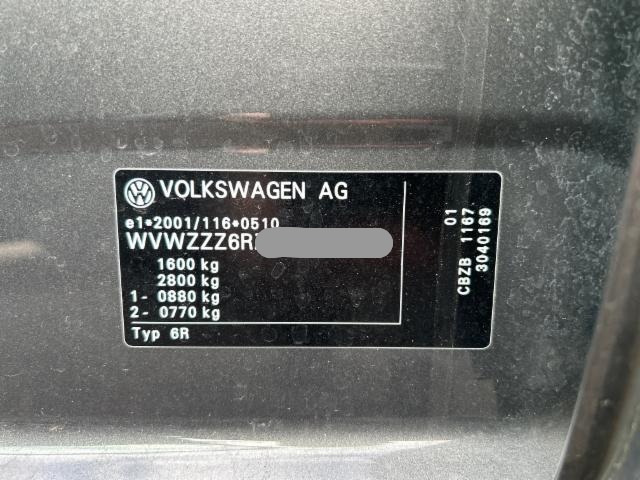 VOLKSWAGEN AG
e1*2001/116*0510
WVWZZZ6R
1600 kg
2800 kg
1- 0880 kg
2- 0770 kg
Typ 6R
01
CBZB 1167
3040169